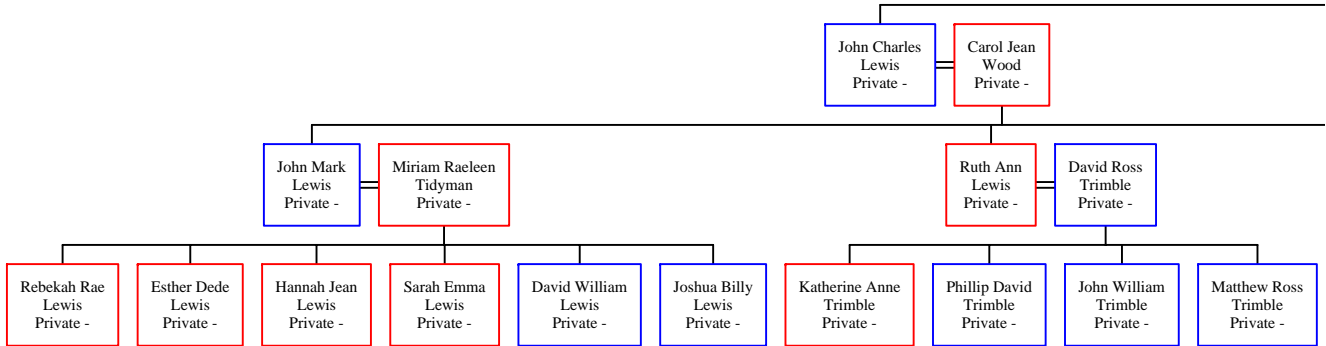 John Charles
Lewis
Private -
Carol Jean
Wood
Private -
John Mark
Lewis
Private -
Miriam Raeleen
Tidyman
Private -
Ruth Ann
Lewis
Private -
David Ross
Trimble
Private -
Rebekah Rae
Lewis
Private -
Esther Dede
Lewis
Private -
Hannah Jean
Lewis
Private -
Sarah Emma
Lewis
Private -
David William
Lewis
Private -
Joshua Billy
Lewis
Private -
Katherine Anne
Trimble
Private -
Phillip David
Trimble
Private -
John William
Trimble
Private -
Matthew Ross
Trimble
Private -